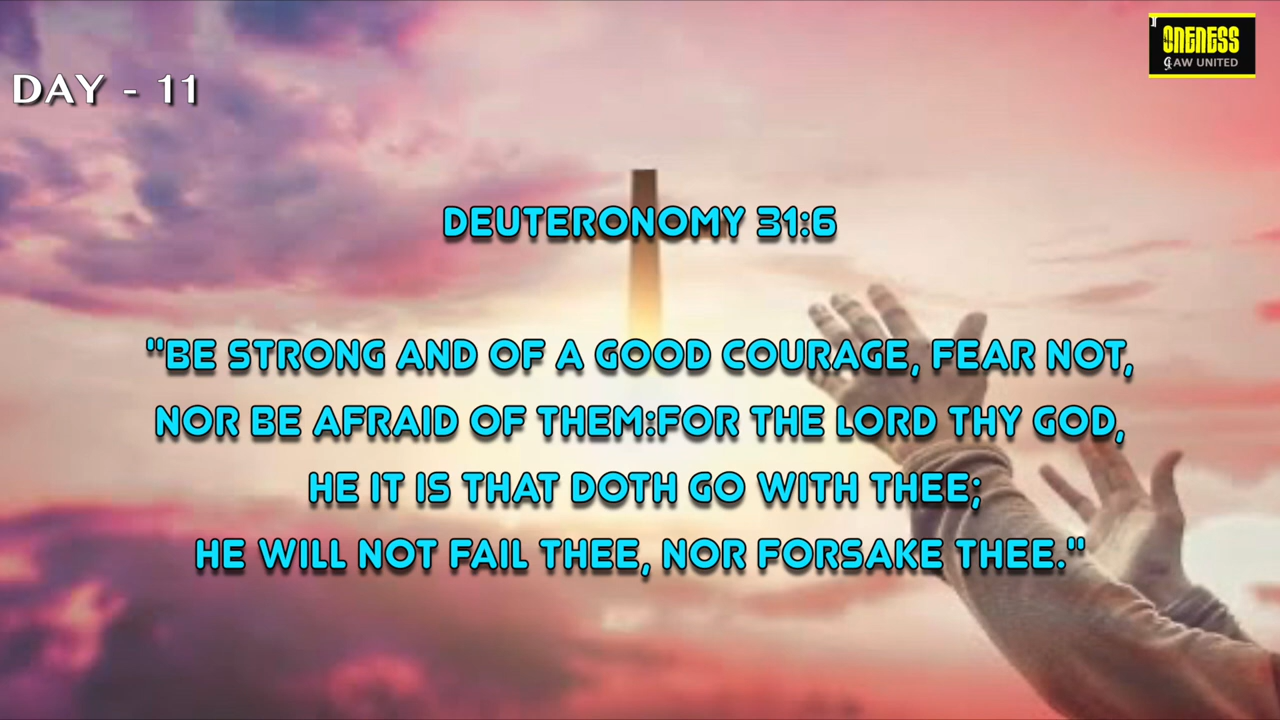 DAY - 11
ONENESS
GAW UNITED
DEUTERONOMY 31:6
"BE STRONG AND OF A GOOD COURAGE, FEAR NOT,
NOR BE AFRAID OF THEM:FOR THE LORD THY GOD,
HE IT IS THAT DOTH GO WITH THEE;
HE WILL NOT FAIL THEE, NOR FORSAKE THEE."